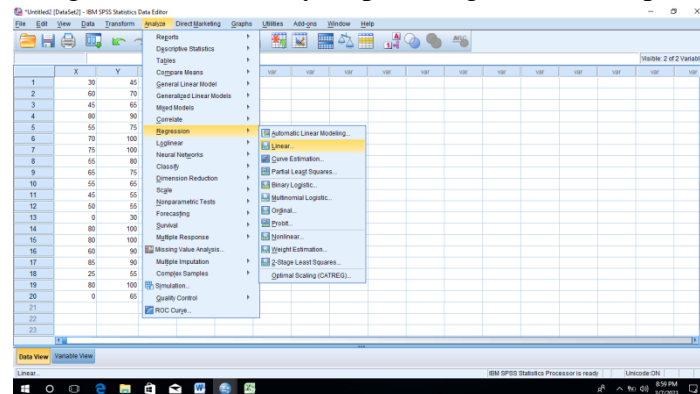 *Untitled2 [DataSet2] - IBM SPSS Statistics Data Editor
File Edit View Data Transform Analyze Direct Marketing Graphs Utilities Add-ons Window Help
Visible: 2 of 2 Variabl
X Y var var var var var var var var var var
1 30 45
2 60 70
3 45 65
4 80 90
5 55 75
6 70 100
7 75 100
8 55 80
9 65 75
10 55 65
11 45 55
12 50 55
13 0 30
14 80 100
15 80 100
16 60 90
17 85 90
18 25 55
19 80 100
20 0 65
21
22
23
Reports
Descriptive Statistics
Tables
Compare Means
General Linear Model
Generalized Linear Models
Mixed Models
Correlate
Regression
Loglinear
Neural Networks
Classify
Dimension Reduction
Scale
Nonparametric Tests
Forecasting
Survival
Multiple Response
Missing Value Analysis...
Multiple Imputation
Complex Samples
Simulation...
Quality Control
ROC Curve...
Automatic Linear Modeling...
Linear...
Curve Estimation...
Partial Least Squares...
Binary Logistic...
Multinomial Logistic...
Ordinal...
Probit...
Nonlinear...
Weight Estimation...
2-Stage Least Squares...
Optimal Scaling (CATREG)...
Data View Variable View
Linear... IBM SPSS Statistics Processor is ready Unicode:ON
8:59 PM